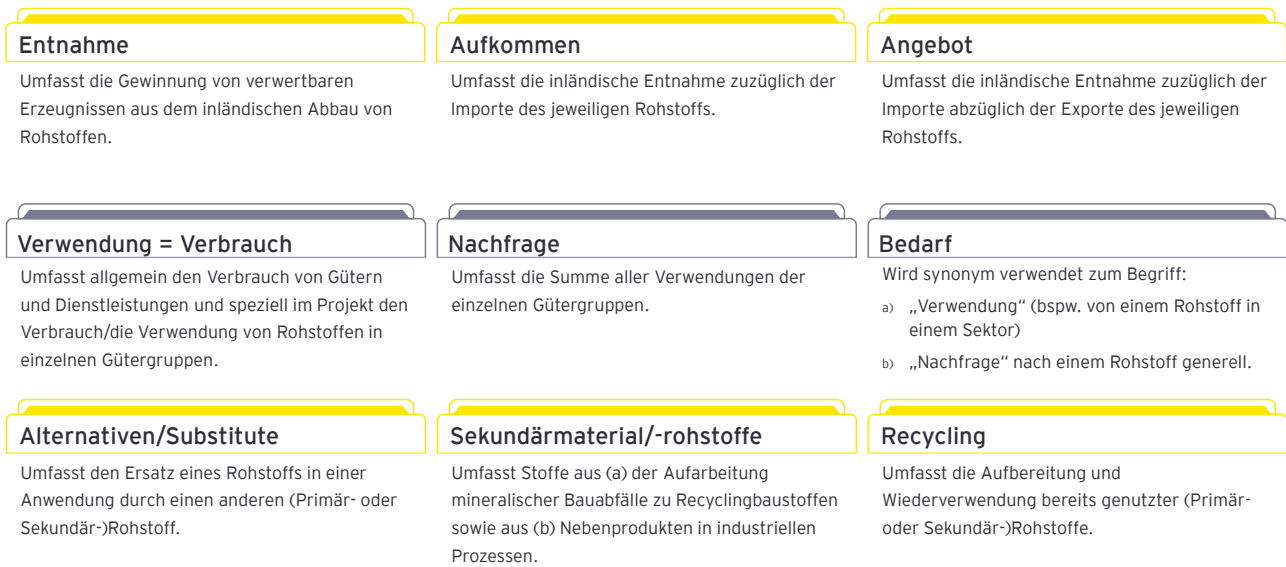 Entnahme
Umfasst die Gewinnung von verwertbaren
Erzeugnissen aus dem inländischen Abbau von
Rohstoffen.
Aufkommen
Umfasst die inländische Entnahme zuzüglich der
Importe des jeweiligen Rohstoffs.
Angebot
Umfasst die inländische Entnahme zuzüglich der
Importe abzüglich der Exporte des jeweiligen
Rohstoffs.
Verwendung = Verbrauch
Umfasst allgemein den Verbrauch von Gütern
und Dienstleistungen und speziell im Projekt den
Verbrauch/die Verwendung von Rohstoffen in
einzelnen Gütergruppen.
Nachfrage
Umfasst die Summe aller Verwendungen der
einzelnen Gütergruppen.
Bedarf
Wird synonym verwendet zum Begriff:
a) „Verwendung“ (bspw. von einem Rohstoff in
einem Sektor)
b) „Nachfrage“ nach einem Rohstoff generell.
Alternativen/Substitute
Umfasst den Ersatz eines Rohstoffs in einer
Anwendung durch einen anderen (Primär- oder
Sekundär-)Rohstoff.
Sekundärmaterial/-rohstoffe
Umfasst Stoffe aus (a) der Aufarbeitung
mineralischer Bauabfälle zu Recyclingbaustoffen
sowie aus (b) Nebenprodukten in industriellen
Prozessen.
Recycling
Umfasst die Aufbereitung und
Wiederverwendung bereits genutzter (Primär-
oder Sekundär-)Rohstoffe.